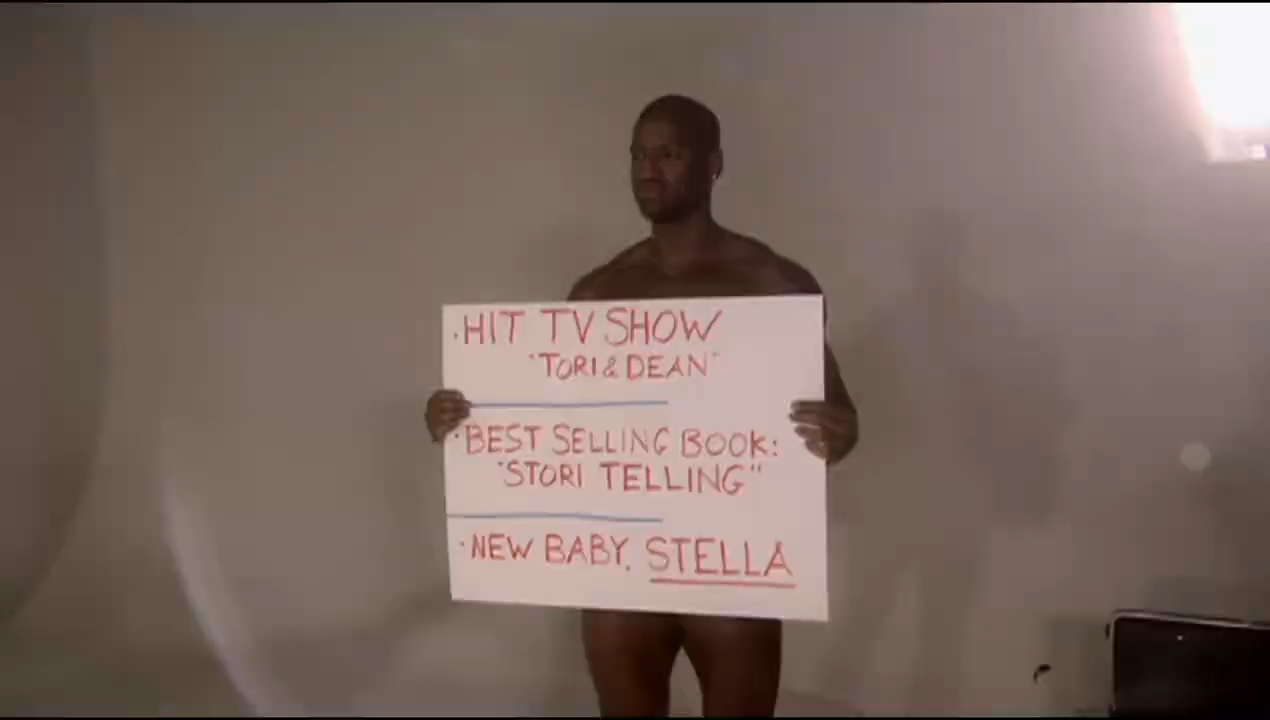 ·HIT TV SHOW
"TORI & DEAN"
·BEST SELLING BOOK:
"STORI TELLING"
·NEW BABY, STELLA